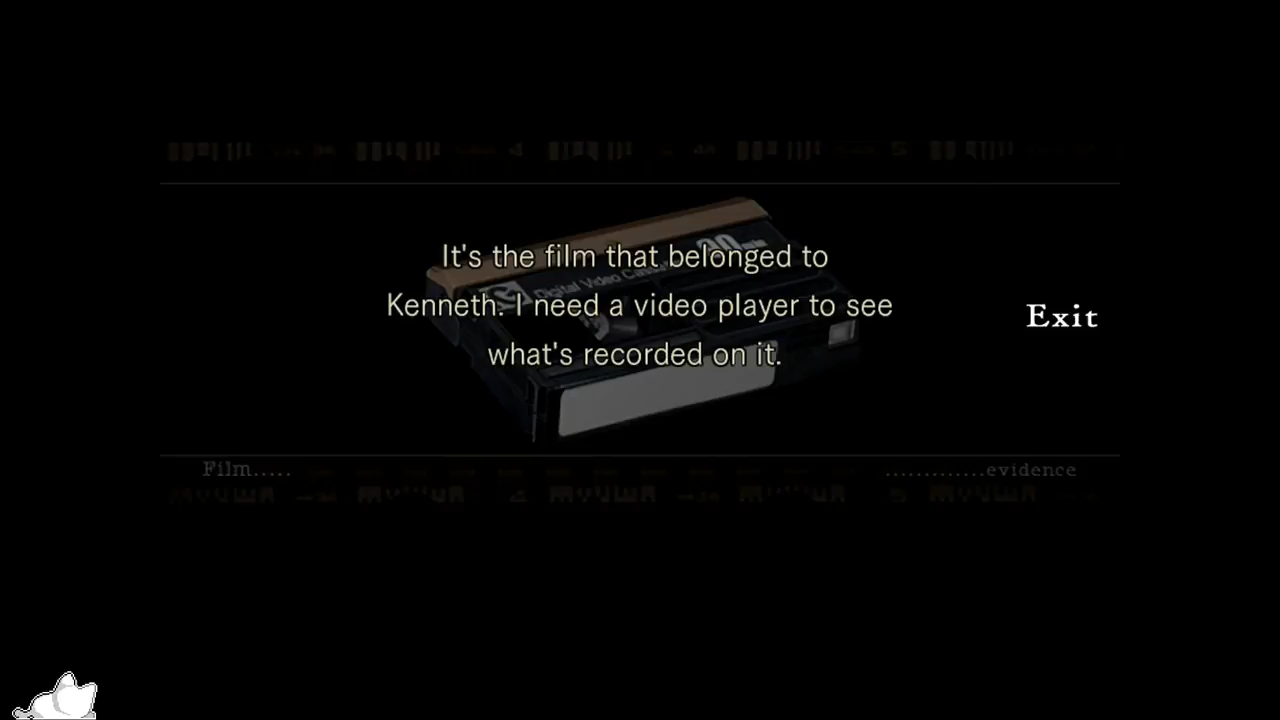 It's the film that belonged to
Kenneth. I need a video player to see
what's recorded on it.
Exit
Film.....
.............evidence